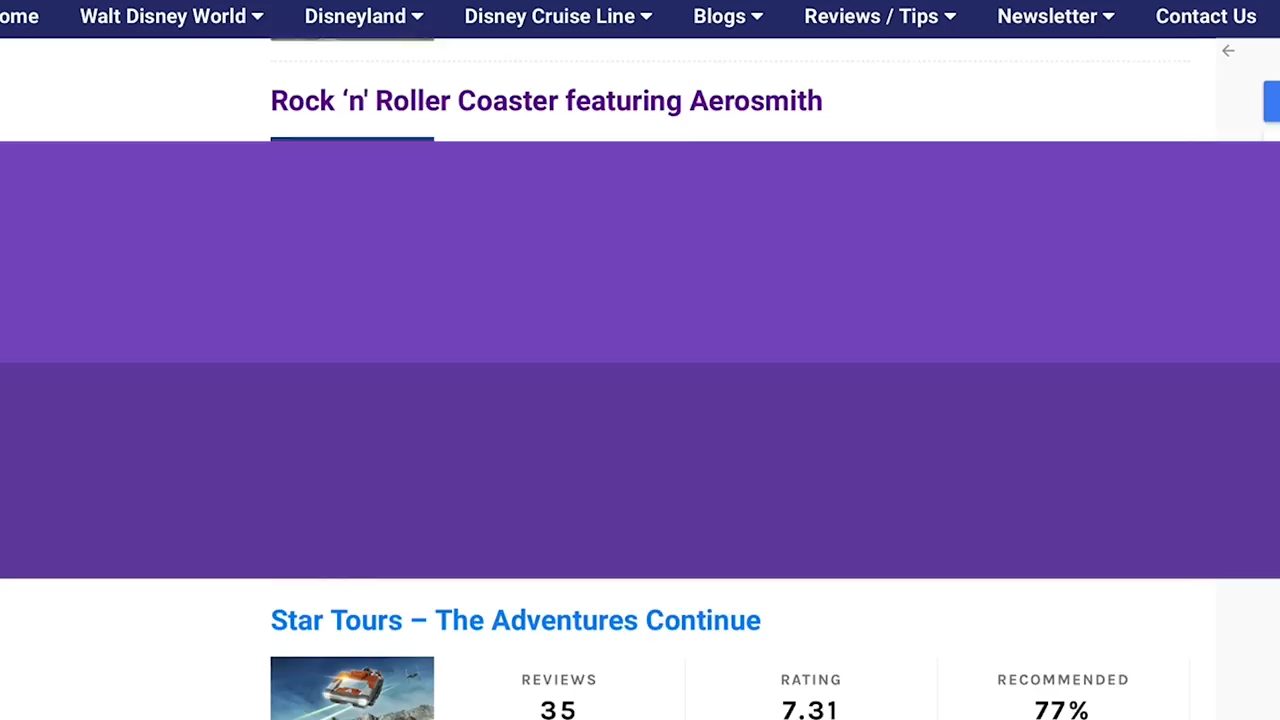 ome Walt Disney World Disneyland Disney Cruise Line Blogs Reviews / Tips Newsletter Contact Us
Rock ‘n' Roller Coaster featuring Aerosmith
Star Tours – The Adventures Continue
REVIEWS RATING RECOMMENDED
35 7.31 77%